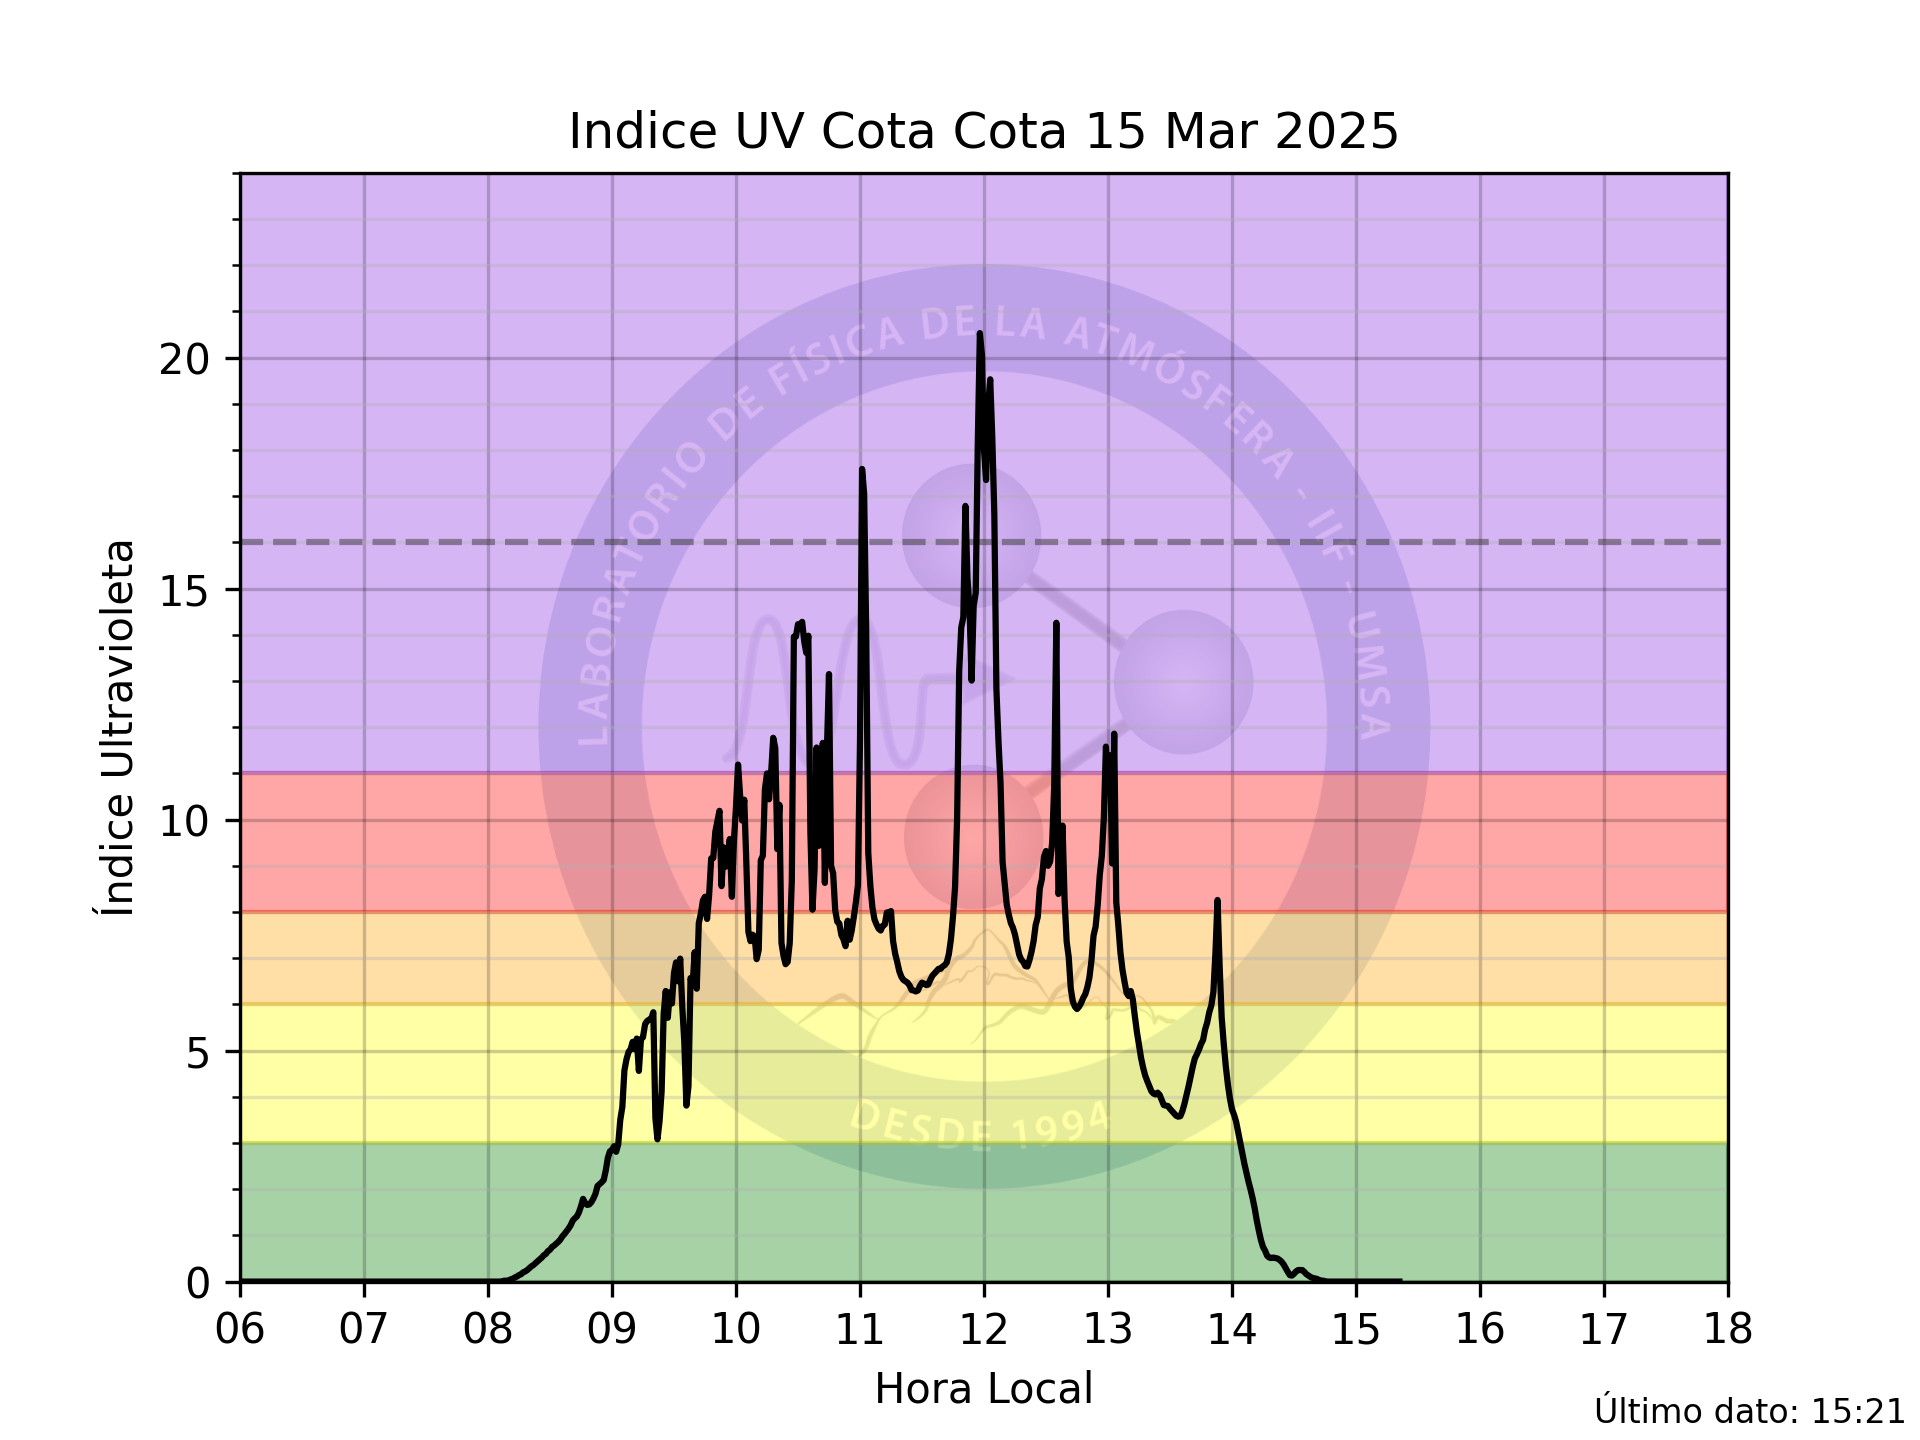 Indice UV Cota Cota 15 Mar 2025
LABORATORIO DE FÍSICA DE LA ATMÓSFERA - IIF - UMSA
DESDE 1994
Índice Ultravioleta
20
15
10
5
0
06 07 08 09 10 11 12 13 14 15 16 17 18
Hora Local
Último dato: 15:21